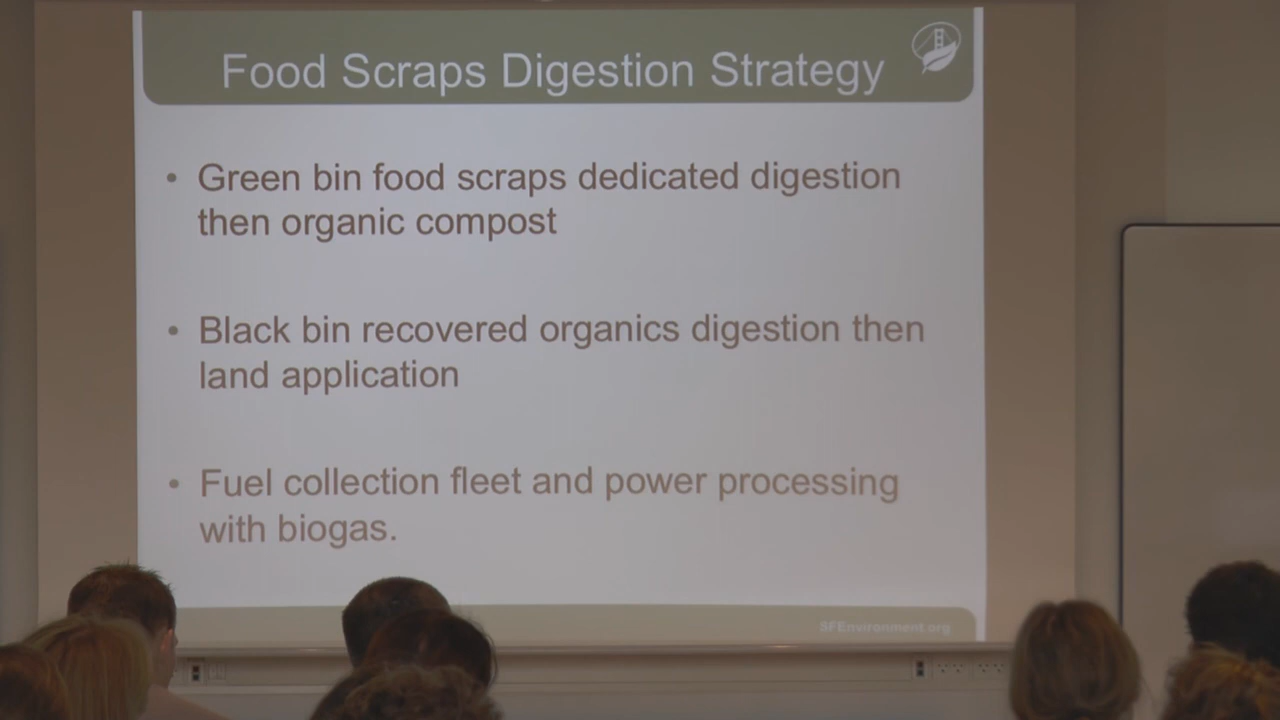 Food Scraps Digestion Strategy
• Green bin food scraps dedicated digestion
then organic compost
• Black bin recovered organics digestion then
land application
• Fuel collection fleet and power processing
with biogas.
SFEnvironment.org